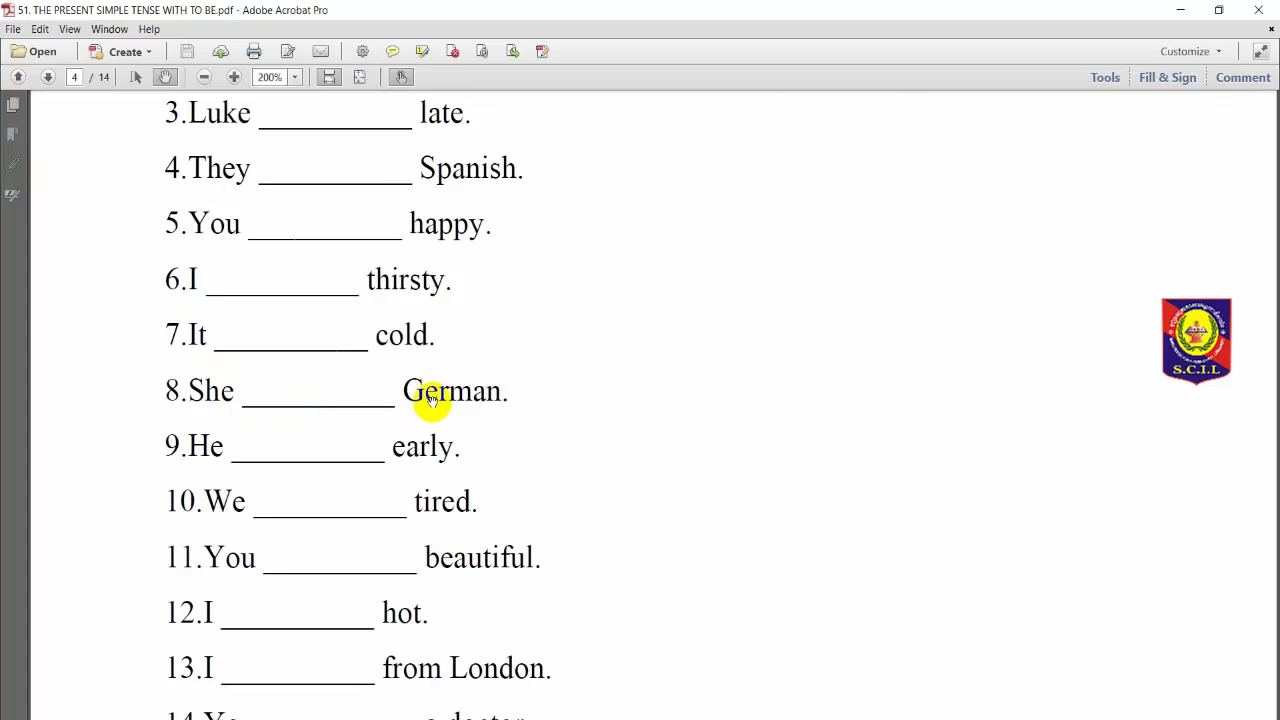 51. THE PRESENT SIMPLE TENSE WITH TO BE.pdf - Adobe Acrobat Pro
File Edit View Window Help
Open Create Customize
4 / 14 200% Tools Fill & Sign Comment
3.Luke __________ late.
4.They __________ Spanish.
5.You __________ happy.
6.I __________ thirsty.
7.It __________ cold.
8.She __________ German.
S.C.I.L
9.He __________ early.
10.We __________ tired.
11.You __________ beautiful.
12.I __________ hot.
13.I __________ from London.